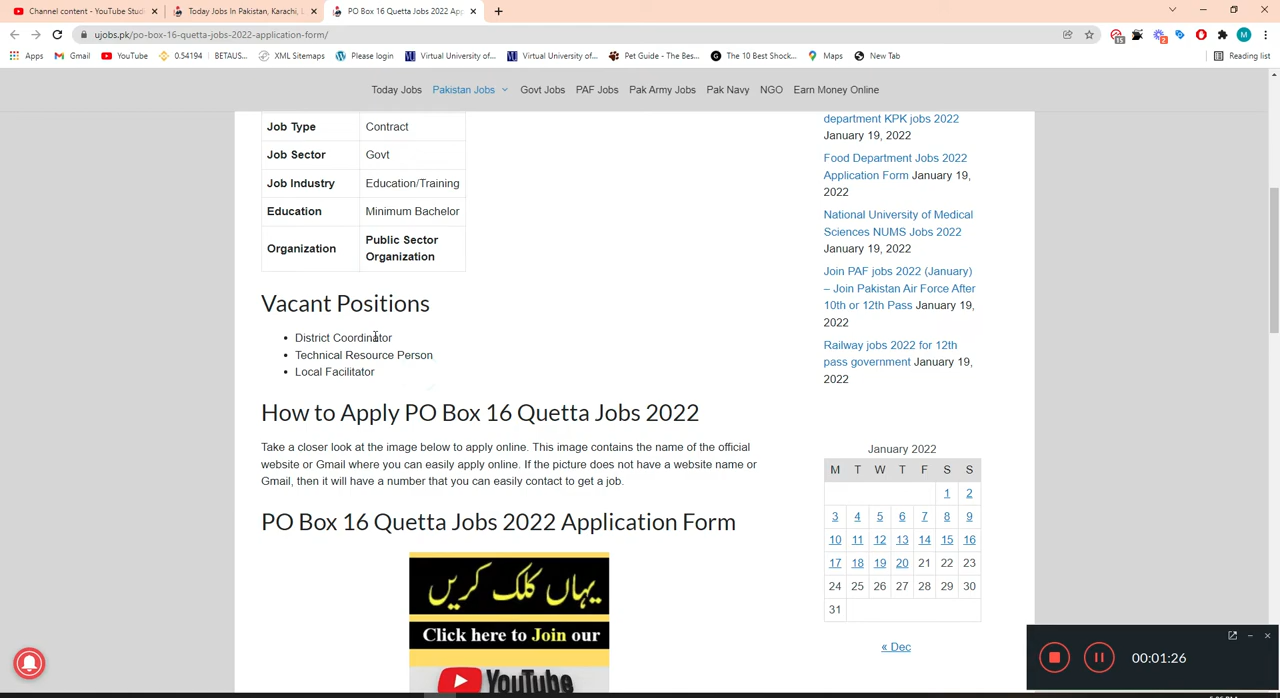 Channel content - YouTube Studi
Today Jobs In Pakistan, Karachi, L
PO Box 16 Quetta Jobs 2022 App
ujobs.pk/po-box-16-quetta-jobs-2022-application-form/
Apps
Gmail
YouTube
0.54194 | BETAUS...
XML Sitemaps
Please login
Virtual University of...
Virtual University of...
Pet Guide - The Bes...
The 10 Best Shock...
Maps
New Tab
Reading list
Today Jobs
Pakistan Jobs
Govt Jobs
PAF Jobs
Pak Army Jobs
Pak Navy
NGO
Earn Money Online
Job Type Contract
Job Sector Govt
Job Industry Education/Training
Education Minimum Bachelor
Organization Public Sector
Organization
Vacant Positions
• District Coordinator
• Technical Resource Person
• Local Facilitator
How to Apply PO Box 16 Quetta Jobs 2022
Take a closer look at the image below to apply online. This image contains the name of the official
website or Gmail where you can easily apply online. If the picture does not have a website name or
Gmail, then it will have a number that you can easily contact to get a job.
PO Box 16 Quetta Jobs 2022 Application Form
یہاں کلک کریں
Click here to Join our
YouTube
department KPK jobs 2022
January 19, 2022
Food Department Jobs 2022
Application Form January 19,
2022
National University of Medical
Sciences NUMS Jobs 2022
January 19, 2022
Join PAF jobs 2022 (January)
– Join Pakistan Air Force After
10th or 12th Pass January 19,
2022
Railway jobs 2022 for 12th
pass government January 19,
2022
January 2022
M T W T F S S
1 2
3 4 5 6 7 8 9
10 11 12 13 14 15 16
17 18 19 20 21 22 23
24 25 26 27 28 29 30
31
« Dec
00:01:26